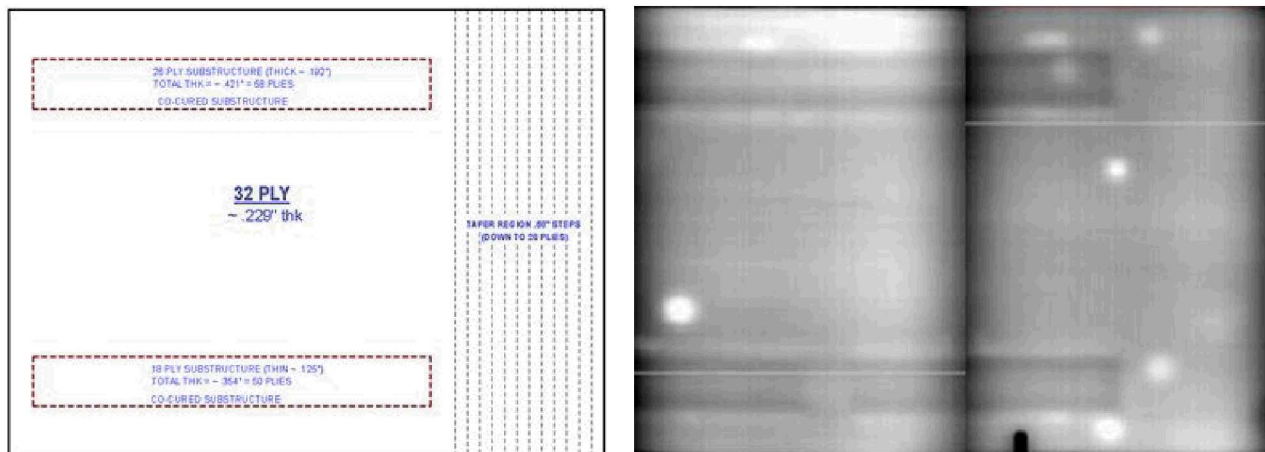 26 PLY SUBSTRUCTURE (THICK ~ .192")
TOTAL THK = ~ .421" = 58 PLIES
CO-CURED SUBSTRUCTURE
32 PLY
~ .229" thk
TAPER REGION .50" STEPS
(DOWN TO 20 PLIES)
18 PLY SUBSTRUCTURE (THIN ~ .125")
TOTAL THK = ~ .354" = 50 PLIES
CO-CURED SUBSTRUCTURE